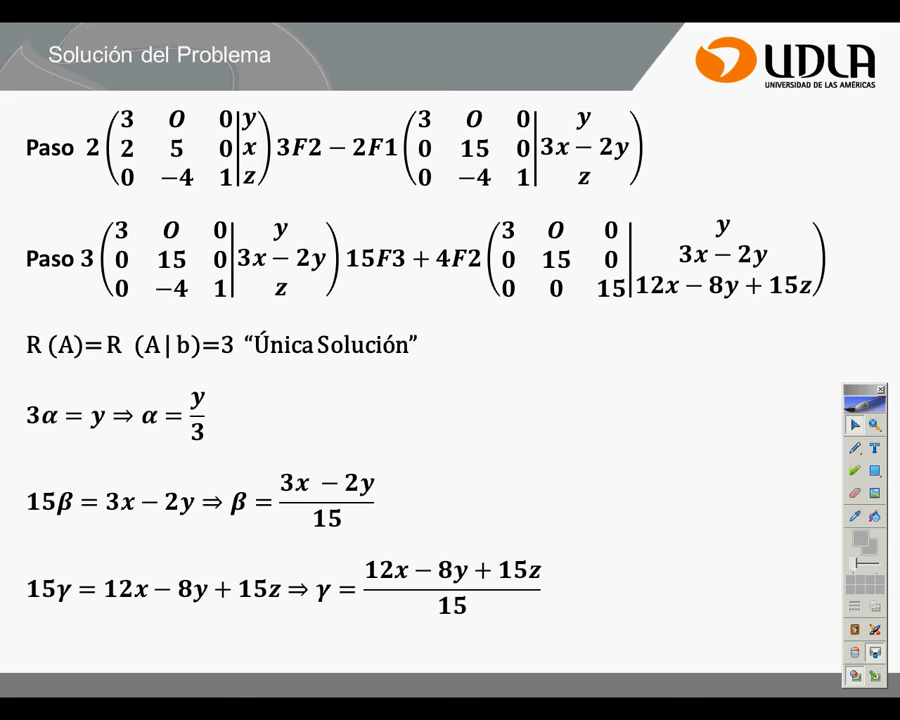 Solución del Problema
UDLA
UNIVERSIDAD DE LAS AMÉRICAS
Paso 2 (3 O 0|y
2 5 0|x
0 −4 1|z) 3F2 − 2F1 (3 O 0|y
0 15 0|3x − 2y
0 −4 1|z)
Paso 3 (3 O 0|y
0 15 0|3x − 2y
0 −4 1|z) 15F3 + 4F2 (3 O 0|y
0 15 0|3x − 2y
0 0 15|12x − 8y + 15z)
R (A)= R (A|b)=3 “Única Solución”
3α = y ⇒ α = y/3
15β = 3x − 2y ⇒ β = (3x − 2y)/15
15γ = 12x − 8y + 15z ⇒ γ = (12x − 8y + 15z)/15